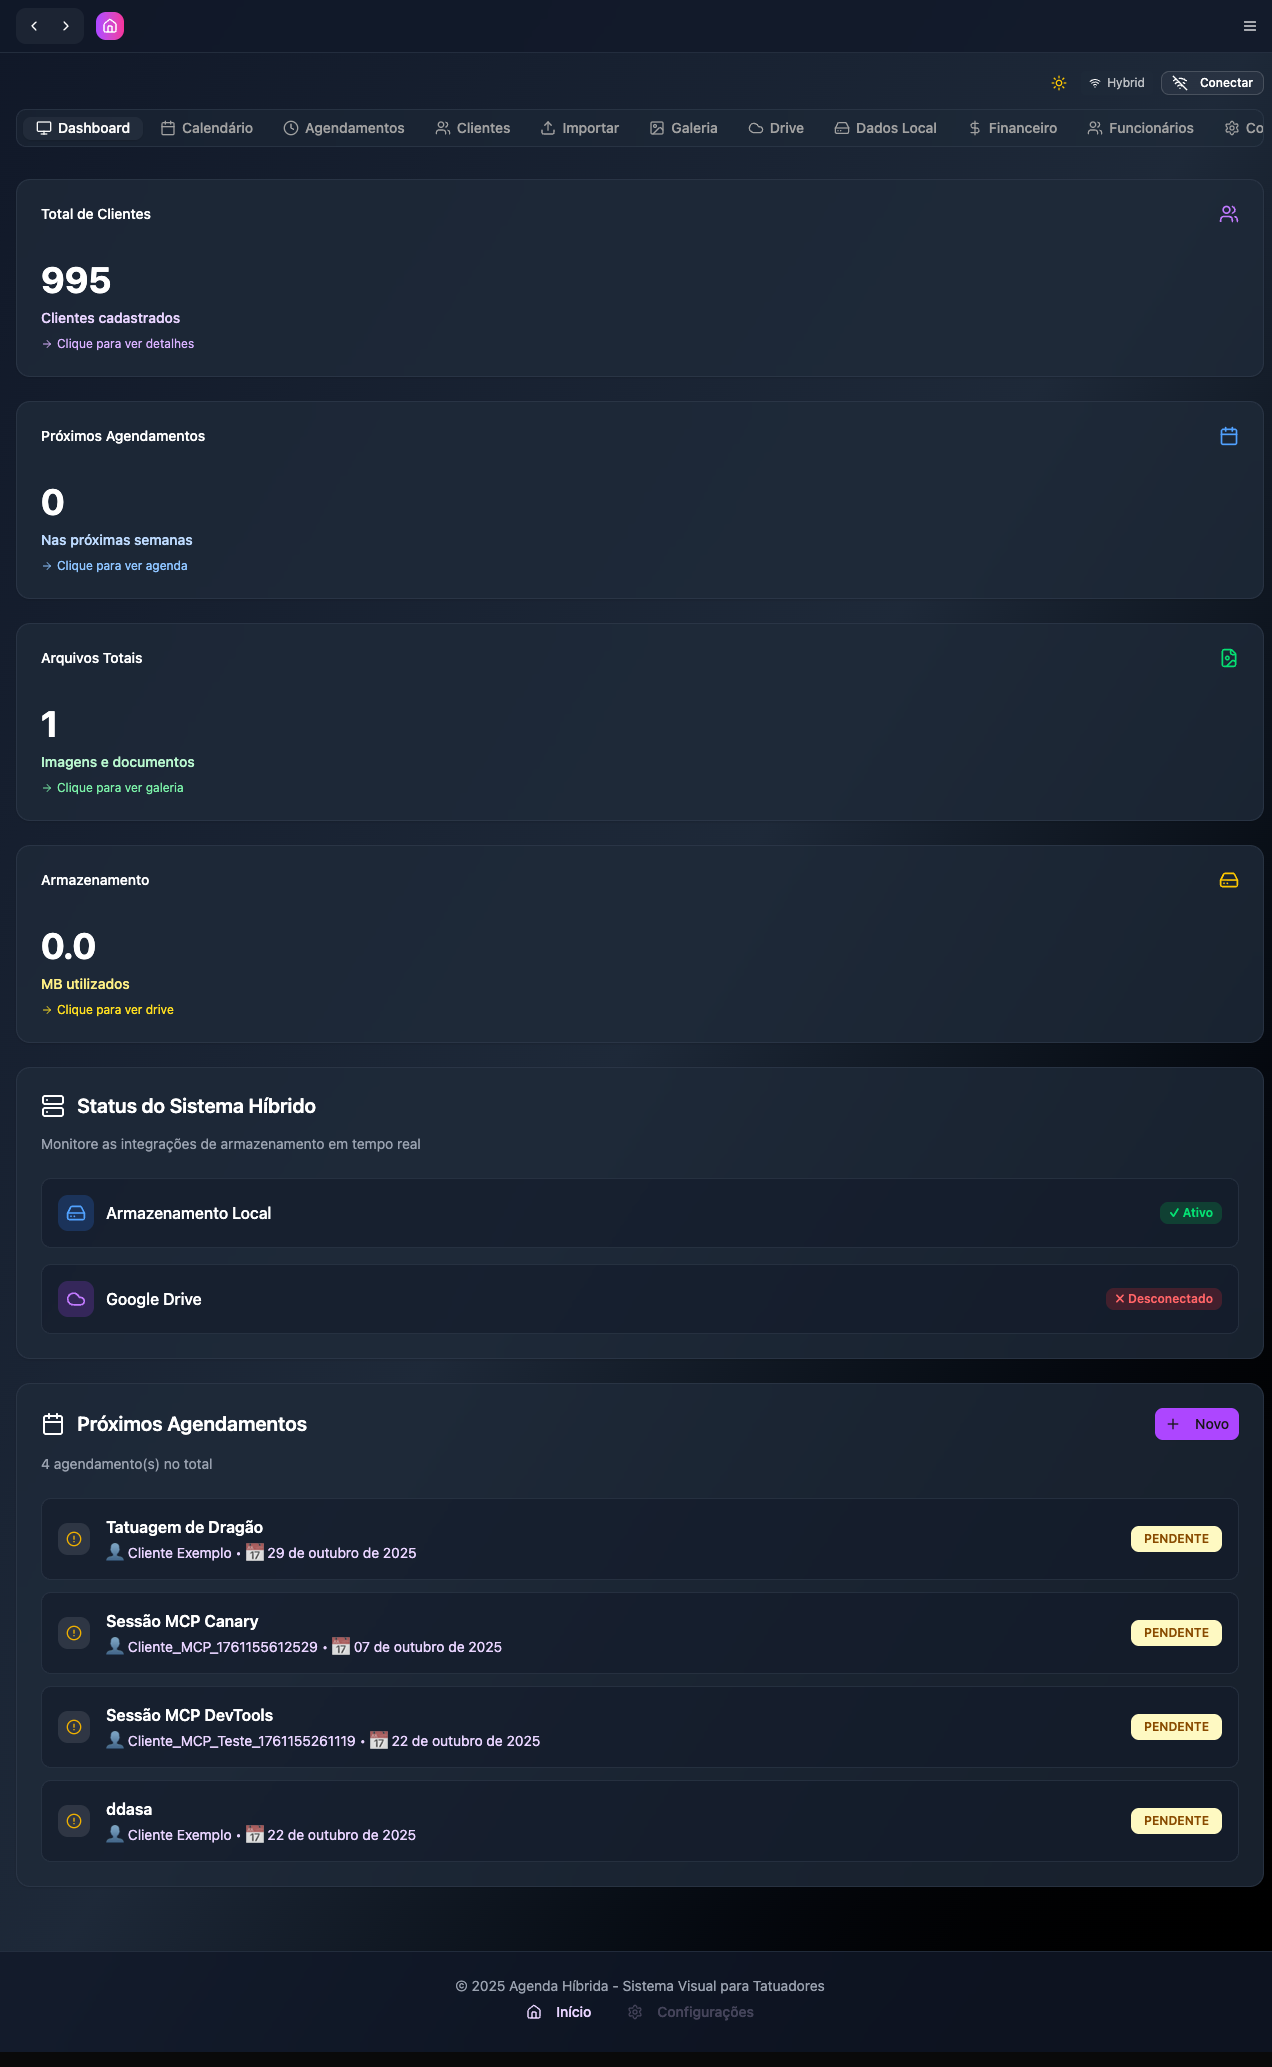 Hybrid
Conectar
Dashboard
Calendário
Agendamentos
Clientes
Importar
Galeria
Drive
Dados Local
Financeiro
Funcionários
Co
Total de Clientes
995
Clientes cadastrados
→ Clique para ver detalhes
Próximos Agendamentos
0
Nas próximas semanas
→ Clique para ver agenda
Arquivos Totais
1
Imagens e documentos
→ Clique para ver galeria
Armazenamento
0.0
MB utilizados
→ Clique para ver drive
Status do Sistema Híbrido
Monitore as integrações de armazenamento em tempo real
Armazenamento Local
✓ Ativo
Google Drive
✕ Desconectado
Próximos Agendamentos
+ Novo
4 agendamento(s) no total
Tatuagem de Dragão
👤 Cliente Exemplo • 📅 29 de outubro de 2025
PENDENTE
Sessão MCP Canary
👤 Cliente_MCP_1761155612529 • 📅 07 de outubro de 2025
PENDENTE
Sessão MCP DevTools
👤 Cliente_MCP_Teste_1761155261119 • 📅 22 de outubro de 2025
PENDENTE
ddasa
👤 Cliente Exemplo • 📅 22 de outubro de 2025
PENDENTE
© 2025 Agenda Híbrida - Sistema Visual para Tatuadores
Início
Configurações